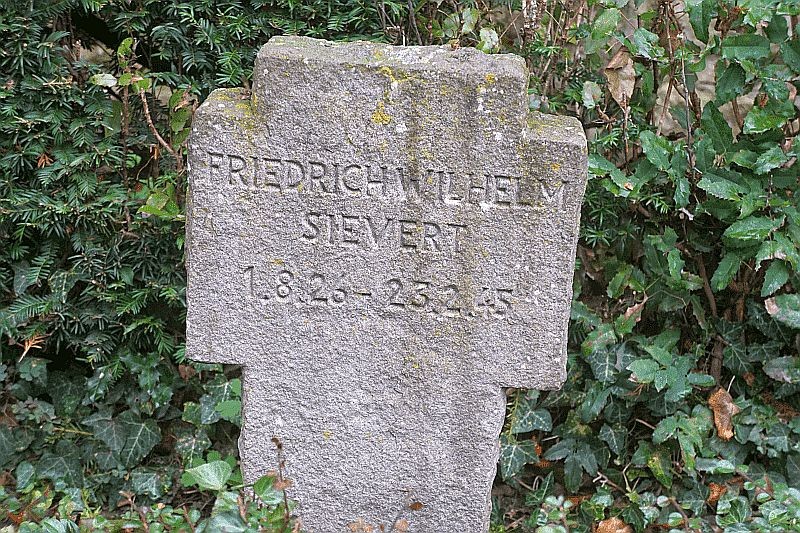 FRIEDRICH WILHELM
SIEVERT
1.8.26 - 23.2.45